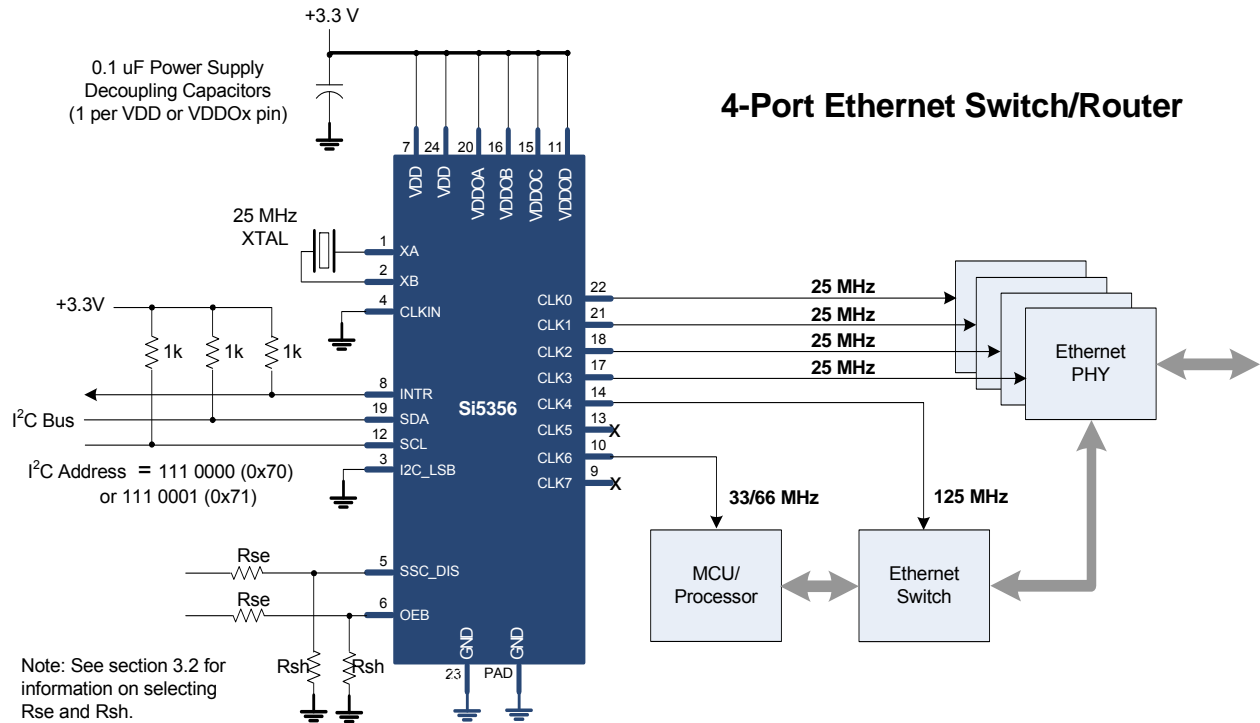 +3.3 V
0.1 uF Power Supply
Decoupling Capacitors
(1 per VDD or VDDOx pin)
4-Port Ethernet Switch/Router
7
24
20
16
15
11
VDD
VDD
VDDOA
VDDOB
VDDOC
VDDOD
25 MHz
XTAL
1
XA
2
XB
4
CLKIN
+3.3V
1k
1k
1k
8
INTR
19
SDA
12
SCL
3
I2C_LSB
I²C Bus
I²C Address = 111 0000 (0x70)
or 111 0001 (0x71)
Si5356
CLK0
22
25 MHz
CLK1
21
25 MHz
CLK2
18
25 MHz
CLK3
17
25 MHz
CLK4
14
CLK5
13
X
CLK6
10
CLK7
9
X
Ethernet
PHY
33/66 MHz
125 MHz
MCU/
Processor
Ethernet
Switch
Rse
5
SSC_DIS
Rse
6
OEB
Rsh
Rsh
GND
GND
23
PAD
Note: See section 3.2 for
information on selecting
Rse and Rsh.